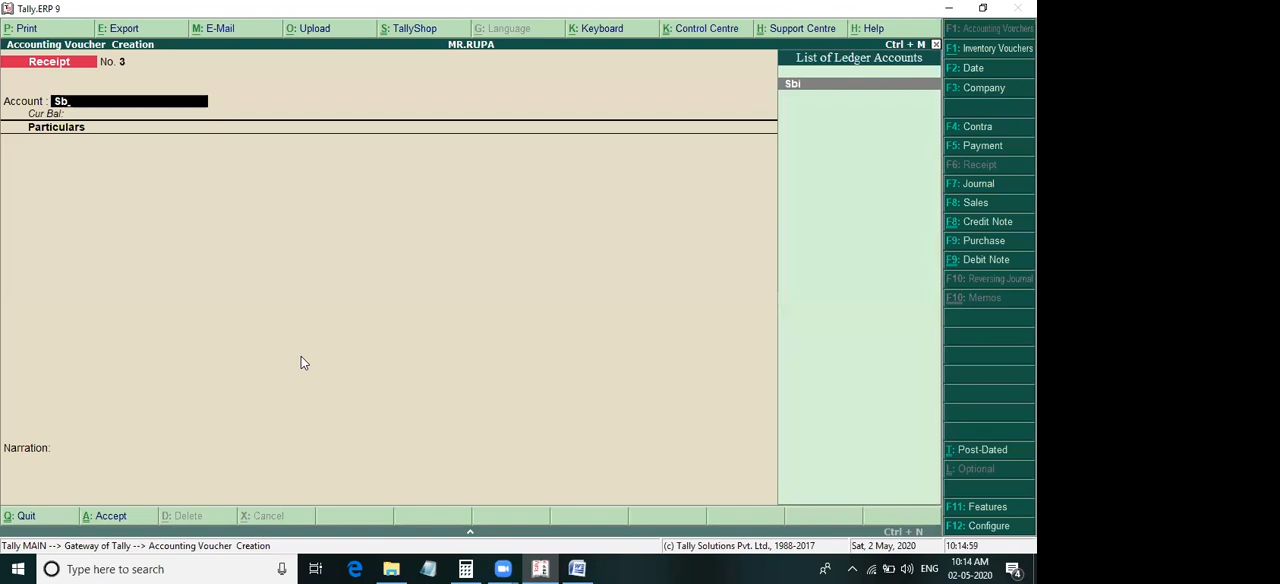 Tally.ERP 9
P: Print E: Export M: E-Mail O: Upload S: TallyShop G: Language K: Keyboard K: Control Centre H: Support Centre H: Help
Accounting Voucher Creation MR.RUPA Ctrl + M
Receipt No. 3
Account : Sb
Cur Bal:
Particulars
Narration:
List of Ledger Accounts
Sbi
F1: Accounting Vouchers
F1: Inventory Vouchers
F2: Date
F3: Company
F4: Contra
F5: Payment
F6: Receipt
F7: Journal
F8: Sales
F8: Credit Note
F9: Purchase
F9: Debit Note
F10: Reversing Journal
F10: Memos
T: Post-Dated
L: Optional
F11: Features
F12: Configure
Q: Quit A: Accept D: Delete X: Cancel
Ctrl + N
Tally MAIN --> Gateway of Tally --> Accounting Voucher Creation (c) Tally Solutions Pvt. Ltd., 1988-2017 Sat, 2 May, 2020 10:14:59
Type here to search
ENG
10:14 AM
02-05-2020
4